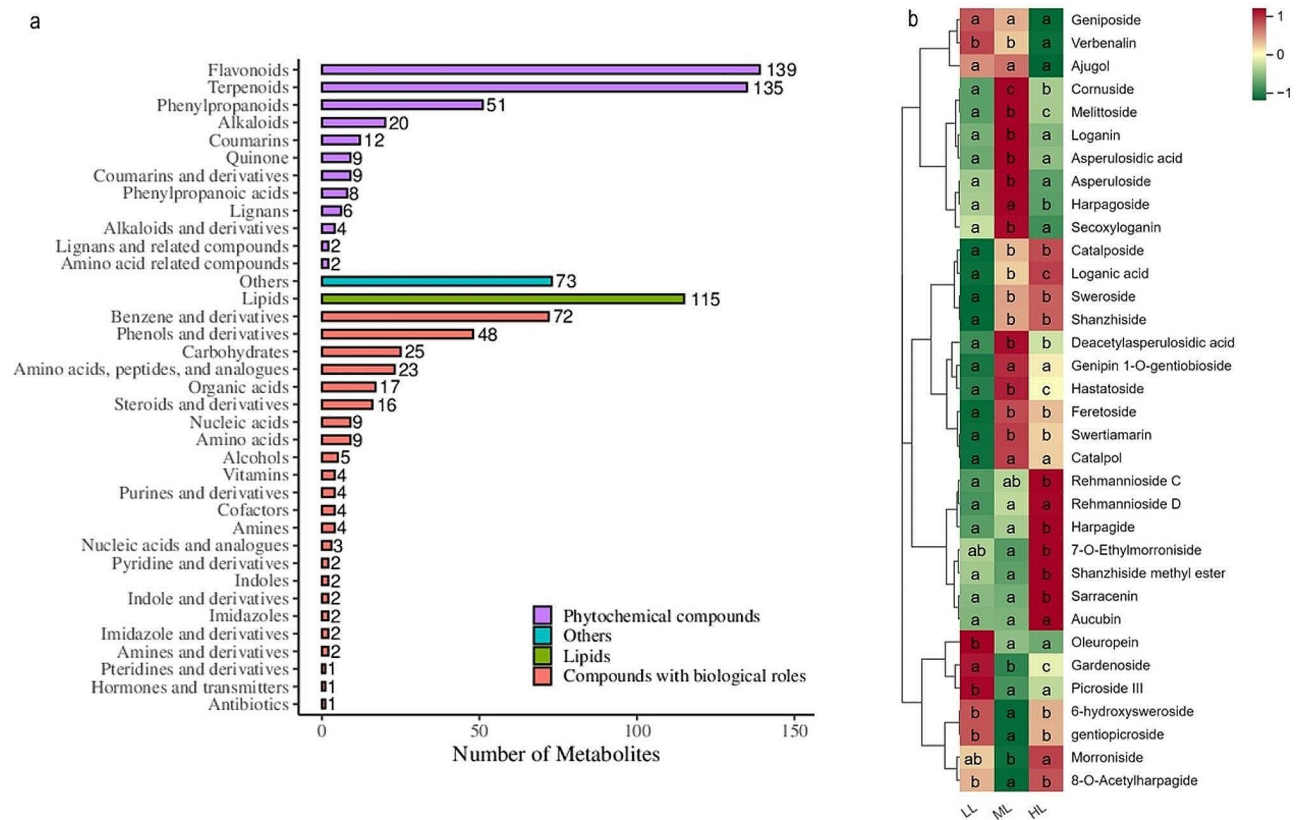 a
Flavonoids 139
Terpenoids 135
Phenylpropanoids 51
Alkaloids 20
Coumarins 12
Quinone 9
Coumarins and derivatives 9
Phenylpropanoic acids 8
Lignans 6
Alkaloids and derivatives 4
Lignans and related compounds 2
Amino acid related compounds 2
Others 73
Lipids 115
Benzene and derivatives 72
Phenols and derivatives 48
Carbohydrates 25
Amino acids, peptides, and analogues 23
Organic acids 17
Steroids and derivatives 16
Nucleic acids 9
Amino acids 9
Alcohols 5
Vitamins 4
Purines and derivatives 4
Cofactors 4
Amines 4
Nucleic acids and analogues 3
Pyridine and derivatives 2
Indoles 2
Indole and derivatives 2
Imidazoles 2
Imidazole and derivatives 2
Amines and derivatives 2
Pteridines and derivatives 1
Hormones and transmitters 1
Antibiotics 1
Phytochemical compounds
Others
Lipids
Compounds with biological roles
0 50 100 150
Number of Metabolites
b
a a a Geniposide
b b a Verbenalin
a a a Ajugol
a c b Cornuside
a b c Melittoside
a b a Loganin
a b a Asperulosidic acid
a b a Asperuloside
a a b Harpagoside
a b a Secoxyloganin
a b b Catalposide
a b c Loganic acid
a b b Sweroside
a b b Shanzhiside
a b b Deacetylasperulosidic acid
a a a Genipin 1-O-gentiobioside
a b c Hastatoside
a b b Feretoside
a b b Swertiamarin
a a a Catalpol
a ab b Rehmannioside C
a a a Rehmannioside D
a a b Harpagide
ab a b 7-O-Ethylmorroniside
a a b Shanzhiside methyl ester
a a b Sarracenin
a a a Aucubin
b a a Oleuropein
a b c Gardenoside
b a a Picroside III
b a b 6-hydroxysweroside
b a b gentiopicroside
ab b a Morroniside
b a b 8-O-Acetylharpagide
LL ML HL
1
0
−1